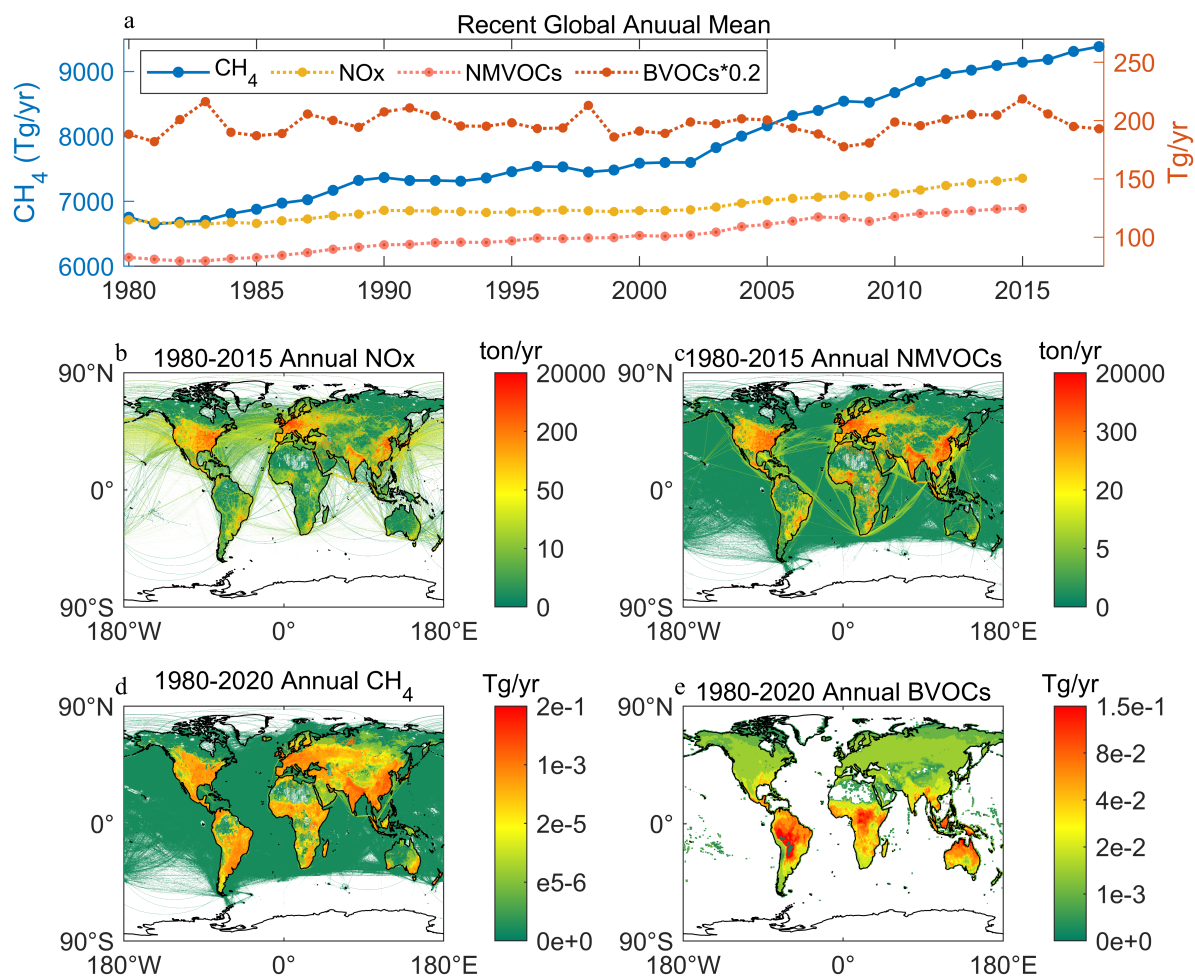 a
Recent Global Anuual Mean
CH4 NOx NMVOCs BVOCs*0.2
CH4 (Tg/yr)
9000
8000
7000
6000
250
200
150
100
Tg/yr
1980 1985 1990 1995 2000 2005 2010 2015
b 1980-2015 Annual NOx
ton/yr
90°N
0°
90°S
180°W 0 180°E
20000
200
50
10
0
c 1980-2015 Annual NMVOCs
ton/yr
90°N
0°
90°S
180°W 0 180°E
20000
300
20
5
0
d 1980-2020 Annual CH4
Tg/yr
90°N
0°
90°S
180°W 0 180°E
2e-1
1e-3
2e-5
e5-6
0e+0
e 1980-2020 Annual BVOCs
Tg/yr
90°N
0°
90°S
180°W 0 180°E
1.5e-1
8e-2
4e-2
2e-2
1e-3
0e+0